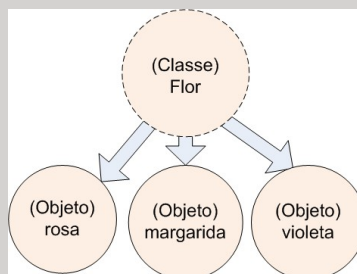 (Classe)
Flor
(Objeto)
rosa
(Objeto)
margarida
(Objeto)
violeta